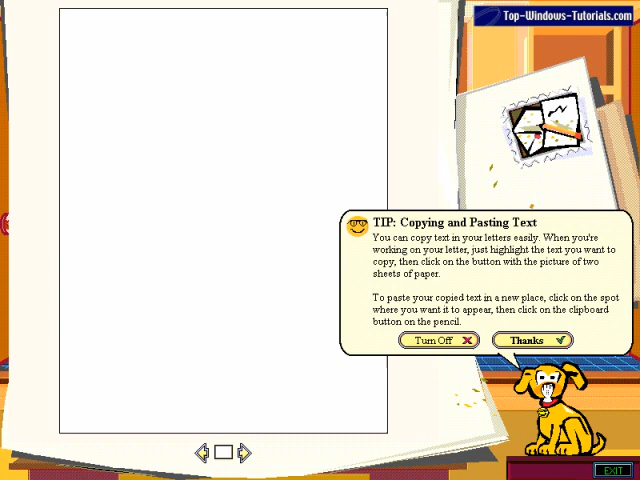 Top-Windows-Tutorials.com
TIP: Copying and Pasting Text
You can copy text in your letters easily. When you're
working on your letter, just highlight the text you want to
copy, then click on the button with the picture of two
sheets of paper.
To paste your copied text in a new place, click on the spot
where you want it to appear, then click on the clipboard
button on the pencil.
Turn Off
Thanks
EXIT